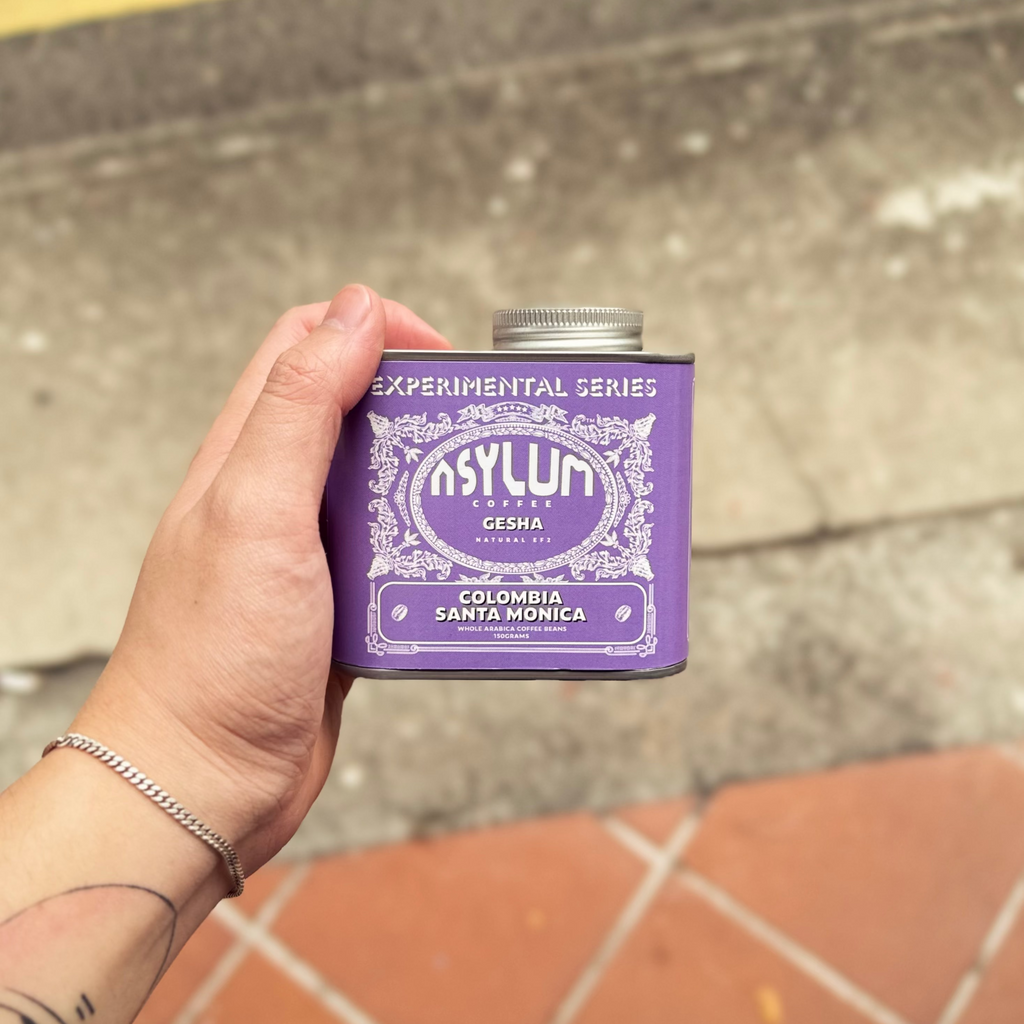 EXPERIMENTAL SERIES
ASYLUM
COFFEE
GESHA
NATURAL EF2
COLOMBIA
SANTA MONICA
WHOLE ARABICA COFFEE BEANS
150GRAMS